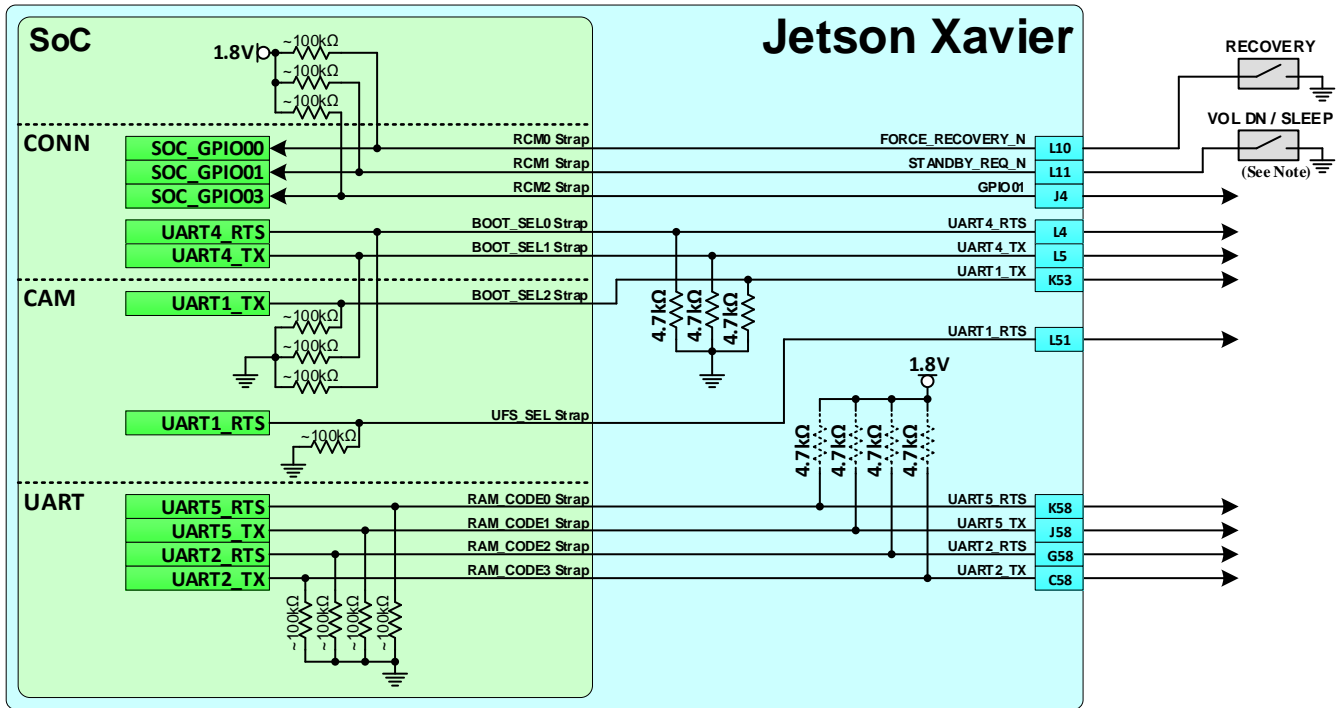 SoC
Jetson Xavier
1.8V
~100kΩ
~100kΩ
~100kΩ
RECOVERY
VOL DN / SLEEP
(See Note)
CONN
SOC_GPIO00
RCM0 Strap
FORCE_RECOVERY_N
L10
SOC_GPIO01
RCM1 Strap
STANDBY_REQ_N
L11
SOC_GPIO03
RCM2 Strap
GPIO01
J4
UART4_RTS
BOOT_SEL0 Strap
UART4_RTS
L4
UART4_TX
BOOT_SEL1 Strap
UART4_TX
L5
UART1_TX
K53
CAM
UART1_TX
BOOT_SEL2 Strap
~100kΩ
~100kΩ
~100kΩ
4.7kΩ
4.7kΩ
4.7kΩ
UART1_RTS
L51
1.8V
UART1_RTS
UFS_SEL Strap
~100kΩ
4.7kΩ
4.7kΩ
4.7kΩ
4.7kΩ
UART
UART5_RTS
RAM_CODE0 Strap
UART5_RTS
K58
UART5_TX
RAM_CODE1 Strap
UART5_TX
J58
UART2_RTS
RAM_CODE2 Strap
UART2_RTS
G58
UART2_TX
RAM_CODE3 Strap
UART2_TX
C58
~100kΩ
~100kΩ
~100kΩ
~100kΩ